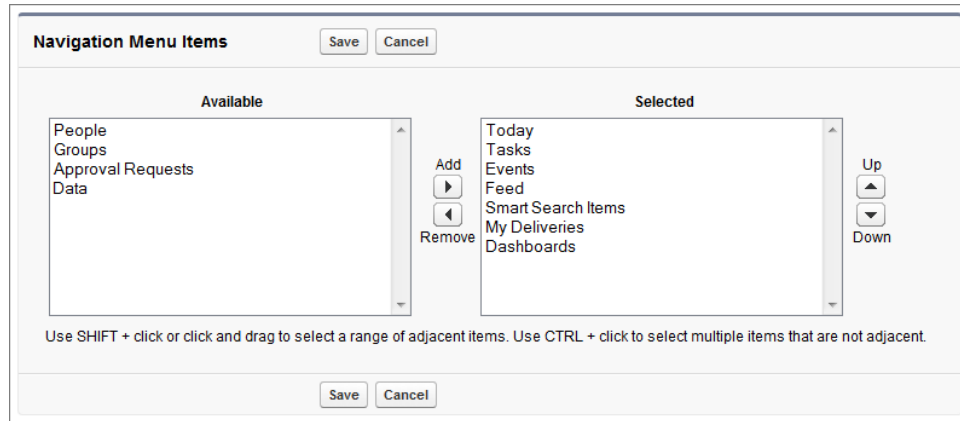 Navigation Menu Items
Save Cancel
Available
Selected
People
Groups
Approval Requests
Data
Add
Remove
Today
Tasks
Events
Feed
Smart Search Items
My Deliveries
Dashboards
Up
Down
Use SHIFT + click or click and drag to select a range of adjacent items. Use CTRL + click to select multiple items that are not adjacent.
Save Cancel